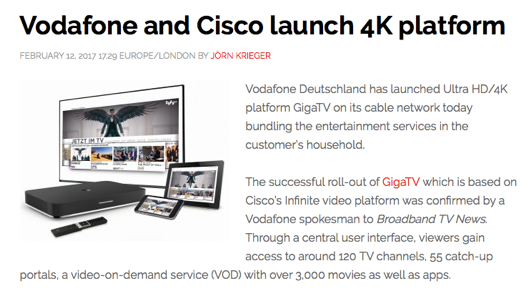 Vodafone and Cisco launch 4K platform
FEBRUARY 12, 2017 17.29 EUROPE/LONDON BY JÖRN KRIEGER
Vodafone Deutschland has launched Ultra HD/4K
platform GigaTV on its cable network today
bundling the entertainment services in the
customer's household.
JETZT IM TV
The successful roll-out of GigaTV which is based on
Cisco's Infinite video platform was confirmed by a
Vodafone spokesman to Broadband TV News.
Through a central user interface, viewers gain
access to around 120 TV channels, 55 catch-up
portals, a video-on-demand service (VOD) with over 3,000 movies as well as apps.